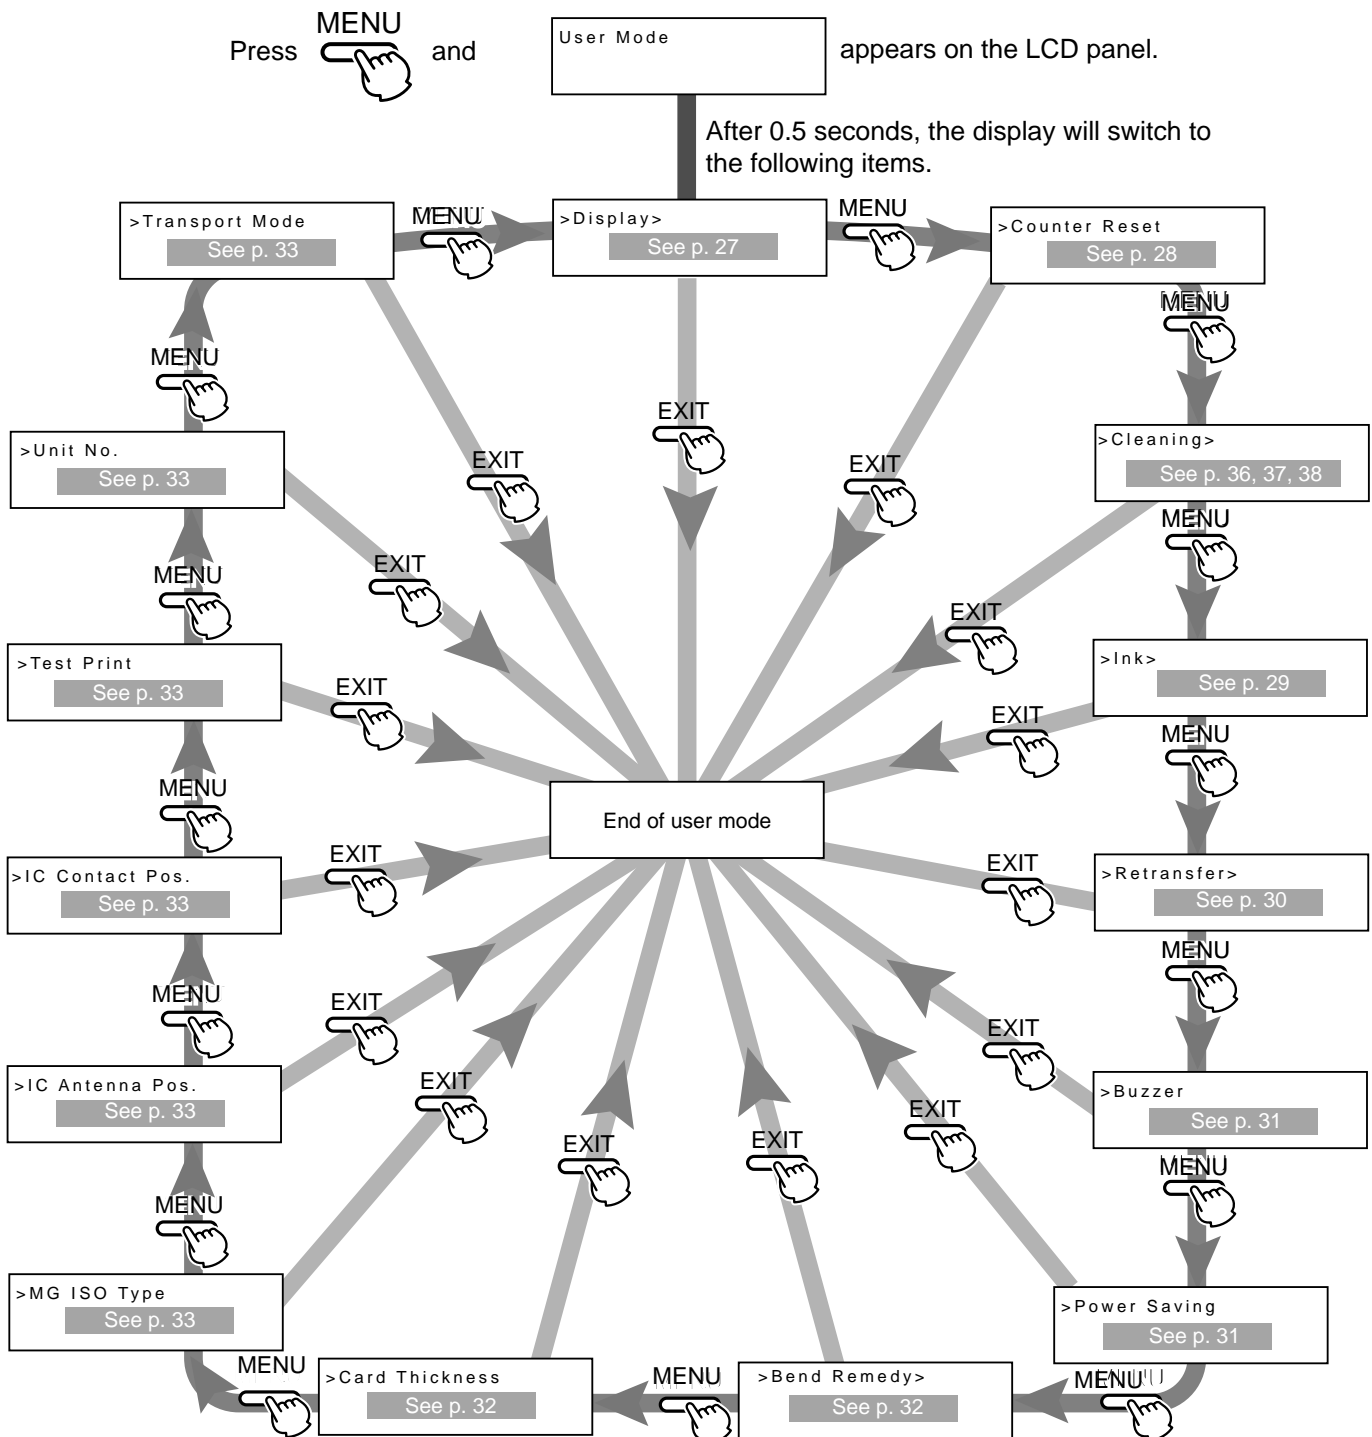 MENU
Press and User Mode appears on the LCD panel.
After 0.5 seconds, the display will switch to
the following items.
>Transport Mode
See p. 33
MENU
>Display>
See p. 27
MENU
>Counter Reset
See p. 28
MENU
MENU
EXIT
EXIT
EXIT
>Unit No.
See p. 33
>Cleaning>
See p. 36, 37, 38
MENU
MENU
EXIT
EXIT
>Test Print
See p. 33
>Ink>
See p. 29
EXIT
EXIT
MENU
MENU
End of user mode
>IC Contact Pos.
See p. 33
EXIT
EXIT
>Retransfer>
See p. 30
MENU
MENU
EXIT
EXIT
>IC Antenna Pos.
See p. 33
EXIT
EXIT
>Buzzer
See p. 31
EXIT
EXIT
MENU
MENU
>MG ISO Type
See p. 33
>Power Saving
See p. 31
MENU
>Card Thickness
See p. 32
MENU
>Bend Remedy>
See p. 32
MENU